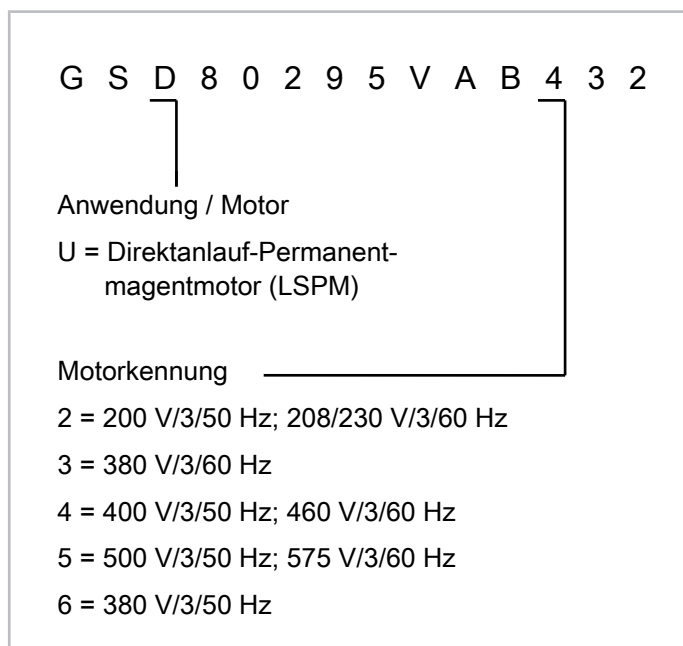 G S D 8 0 2 9 5 V A B 4 3 2
Anwendung / Motor
U = Direktanlauf-Permanent-
magentmotor (LSPM)
Motorkennung
2 = 200 V/3/50 Hz; 208/230 V/3/60 Hz
3 = 380 V/3/60 Hz
4 = 400 V/3/50 Hz; 460 V/3/60 Hz
5 = 500 V/3/50 Hz; 575 V/3/60 Hz
6 = 380 V/3/50 Hz